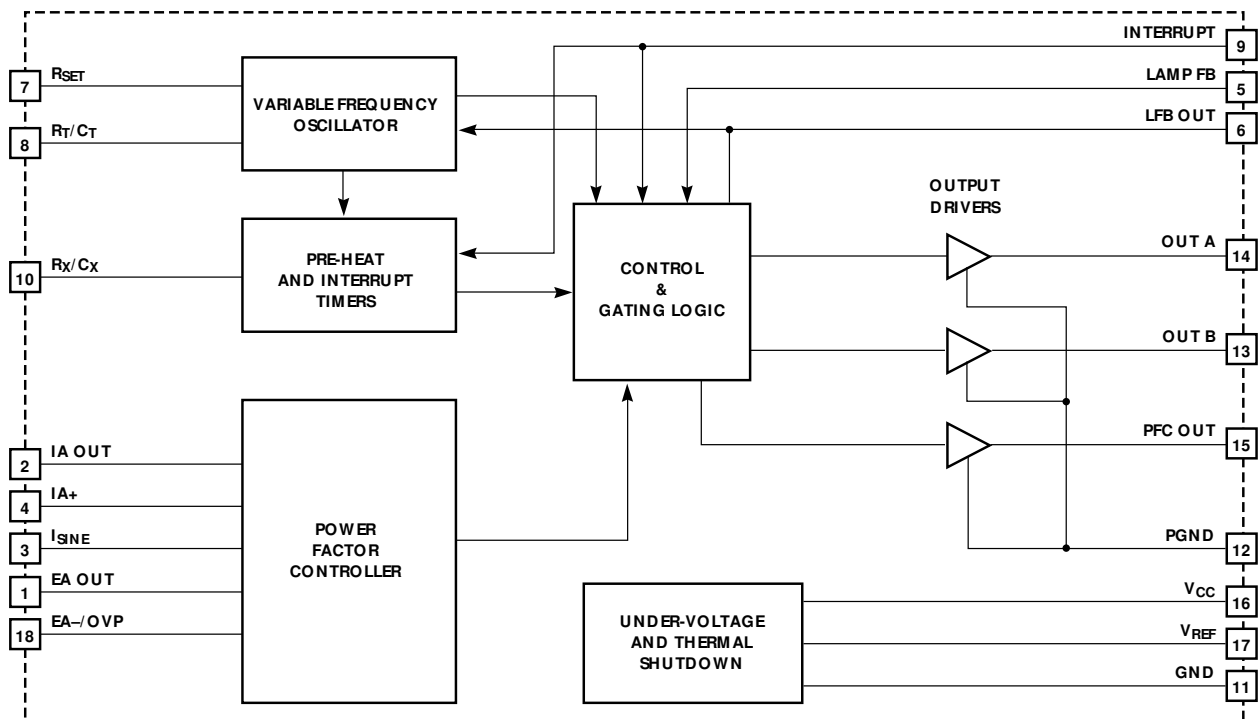 7
RSET
8
RT/CT
10
RX/CX
2
IA OUT
4
IA+
3
ISINE
1
EA OUT
18
EA–/OVP
VARIABLE FREQUENCY
OSCILLATOR
PRE-HEAT
AND INTERRUPT
TIMERS
POWER
FACTOR
CONTROLLER
CONTROL
&
GATING LOGIC
UNDER-VOLTAGE
AND THERMAL
SHUTDOWN
OUTPUT
DRIVERS
INTERRUPT
9
LAMP FB
5
LFB OUT
6
OUT A
14
OUT B
13
PFC OUT
15
PGND
12
VCC
16
VREF
17
GND
11